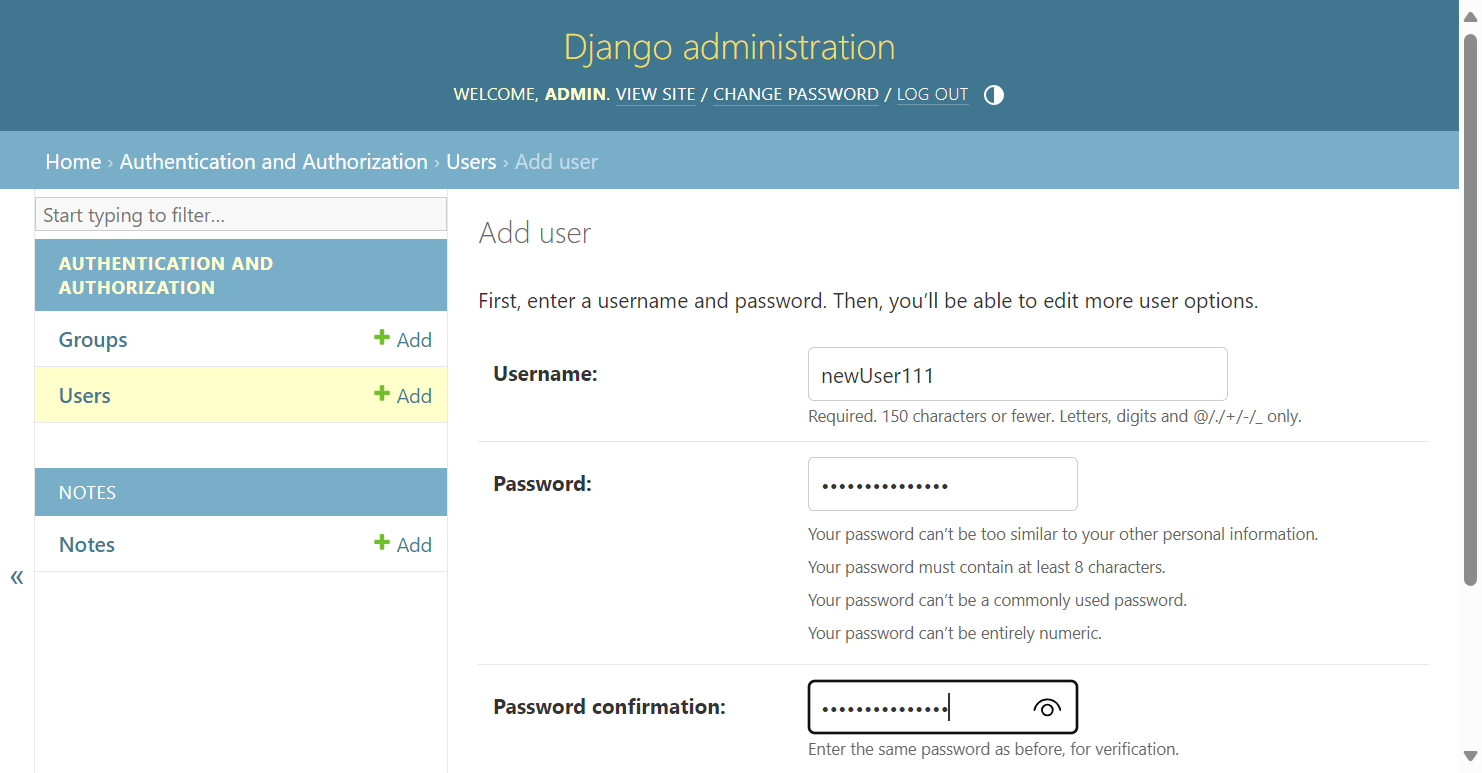 Django administration
WELCOME, ADMIN. VIEW SITE / CHANGE PASSWORD / LOG OUT
Home › Authentication and Authorization › Users › Add user
Start typing to filter...
AUTHENTICATION AND
AUTHORIZATION
Groups + Add
Users + Add
NOTES
Notes + Add
«
Add user
First, enter a username and password. Then, you’ll be able to edit more user options.
Username: newUser111
Required. 150 characters or fewer. Letters, digits and @/./+/-/_ only.
Password: •••••••••••••••
Your password can’t be too similar to your other personal information.
Your password must contain at least 8 characters.
Your password can’t be a commonly used password.
Your password can’t be entirely numeric.
Password confirmation: •••••••••••••••
Enter the same password as before, for verification.